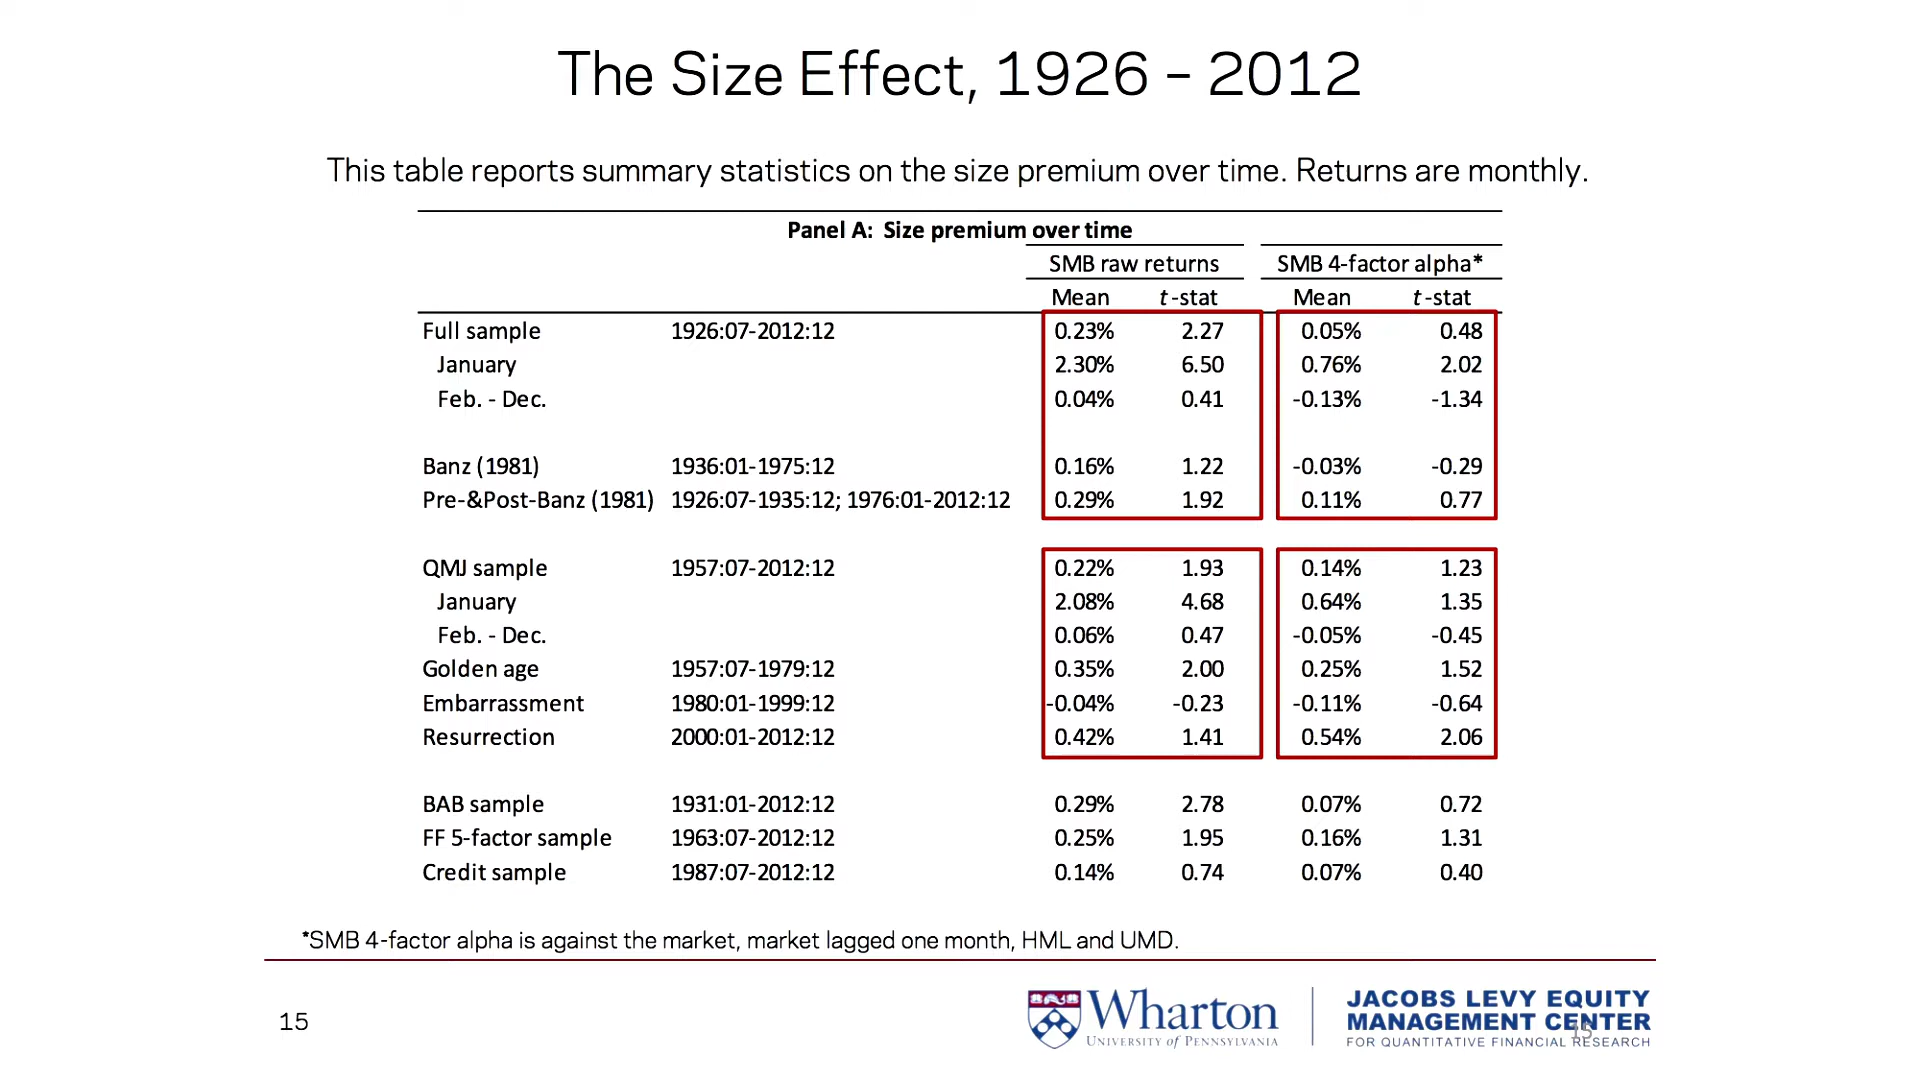 The Size Effect, 1926 – 2012
This table reports summary statistics on the size premium over time. Returns are monthly.
Panel A: Size premium over time
SMB raw returns SMB 4-factor alpha*
Mean t-stat Mean t-stat
Full sample 1926:07-2012:12 0.23% 2.27 0.05% 0.48
January 2.30% 6.50 0.76% 2.02
Feb. - Dec. 0.04% 0.41 -0.13% -1.34
Banz (1981) 1936:01-1975:12 0.16% 1.22 -0.03% -0.29
Pre-&Post-Banz (1981) 1926:07-1935:12; 1976:01-2012:12 0.29% 1.92 0.11% 0.77
QMJ sample 1957:07-2012:12 0.22% 1.93 0.14% 1.23
January 2.08% 4.68 0.64% 1.35
Feb. - Dec. 0.06% 0.47 -0.05% -0.45
Golden age 1957:07-1979:12 0.35% 2.00 0.25% 1.52
Embarrassment 1980:01-1999:12 -0.04% -0.23 -0.11% -0.64
Resurrection 2000:01-2012:12 0.42% 1.41 0.54% 2.06
BAB sample 1931:01-2012:12 0.29% 2.78 0.07% 0.72
FF 5-factor sample 1963:07-2012:12 0.25% 1.95 0.16% 1.31
Credit sample 1987:07-2012:12 0.14% 0.74 0.07% 0.40
*SMB 4-factor alpha is against the market, market lagged one month, HML and UMD.
15
Wharton
UNIVERSITY of PENNSYLVANIA
JACOBS LEVY EQUITY
MANAGEMENT CENTER
FOR QUANTITATIVE FINANCIAL RESEARCH
15